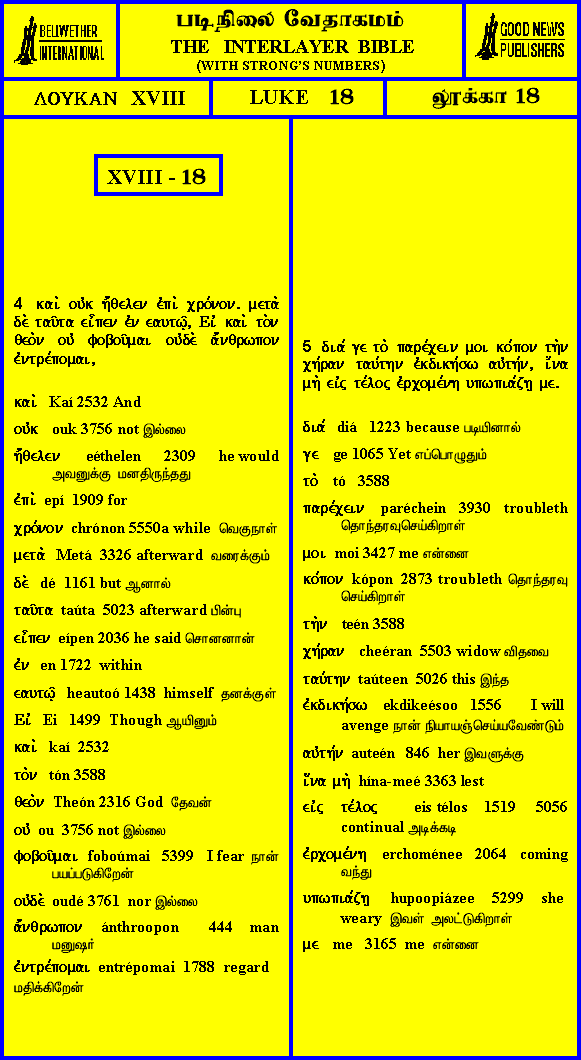 BELLWETHER
INTERNATIONAL
படிநிலை வேதாகமம்
THE INTERLAYER BIBLE
(WITH STRONG'S NUMBERS)
GOOD NEWS
PUBLISHERS
ΛΟΥΚΑΝ XVIII
LUKE 18
லூக்கா 18
XVIII - 18
4 καὶ οὐκ ἤθελεν ἐπὶ χρόνον. μετὰ
δὲ ταῦτα εἶπεν ἐν εαυτῷ, Εἰ καὶ τὸν
θεὸν οὐ φοβοῦμαι οὐδὲ ἄνθρωπον
ἐντρέπομαι,
καὶ Kaí 2532 And
οὐκ ouk 3756 not இல்லை
ἤθελεν eéthelen 2309 he would
அவனுக்கு மனதிருந்தது
ἐπὶ epí 1909 for
χρόνον chrónon 5550a while வெகுநாள்
μετὰ Metá 3326 afterward வரைக்கும்
δὲ dé 1161 but ஆனால்
ταῦτα taúta 5023 afterward பின்பு
εἶπεν eípen 2036 he said சொனனான்
ἐν en 1722 within
εαυτῷ heautoó 1438 himself தனக்குள்
Εἰ Ei 1499 Though ஆயினும்
καὶ kaí 2532
τὸν tón 3588
θεὸν Theón 2316 God தேவன்
οὐ ou 3756 not இல்லை
φοβοῦμαι foboúmai 5399 I fear நான்
பயப்படுகிறேன்
οὐδὲ oudé 3761 nor இல்லை
ἄνθρωπον ánthroopon 444 man
மனுஷர்
ἐντρέπομαι entrépomai 1788 regard
மதிக்கிறேன்
5 διά γε τὸ παρέχειν μοι κόπον τὴν
χήραν ταύτην ἐκδικήσω αὐτήν, ἵνα
μὴ εἰς τέλος ἐρχομένη υπωπιάζῃ με.
διά diá 1223 because படியினால்
γε ge 1065 Yet எப்பொழுதும்
τὸ tó 3588
παρέχειν paréchein 3930 troubleth
தொந்தரவுசெய்கிறாள்
μοι moi 3427 me என்னை
κόπον kópon 2873 troubleth தொந்தரவு
செய்கிறாள்
τὴν teén 3588
χήραν cheéran 5503 widow விதவை
ταύτην taúteen 5026 this இந்த
ἐκδικήσω ekdikeésoo 1556 I will
avenge நான் நியாயஞ்செய்யவேண்டும்
αὐτήν auteén 846 her இவளுக்கு
ἵνα μὴ hína-meé 3363 lest
εἰς τέλος eis télos 1519 5056
continual அடிக்கடி
ἐρχομένη erchoménee 2064 coming
வந்து
υπωπιάζῃ hupoopiázee 5299 she
weary இவள் அலட்டுகிறாள்
με me 3165 me என்னை